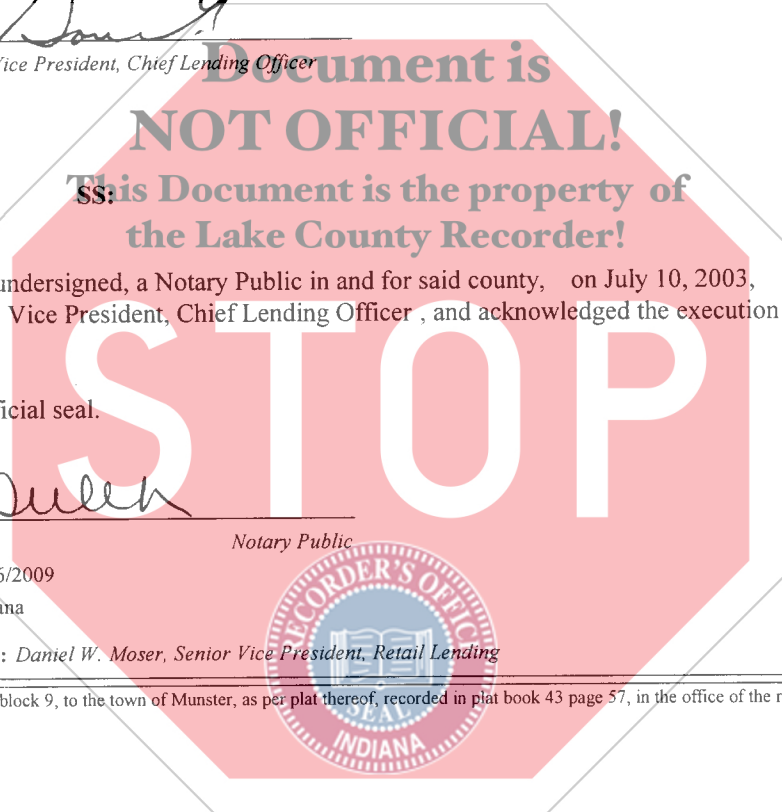 Vice President, Chief Lending Officer
Document is
NOT OFFICIAL!
This Document is the property of
the Lake County Recorder!
SS:
undersigned, a Notary Public in and for said county, on July 10, 2003,
Vice President, Chief Lending Officer , and acknowledged the execution
STOP
icial seal.
Notary Public
6/2009
ana
: Daniel W. Moser, Senior Vice President, Retail Lending
block 9, to the town of Munster, as per plat thereof, recorded in plat book 43 page 57, in the office of the r
RECORDER'S OFFICE
SEAL
INDIANA